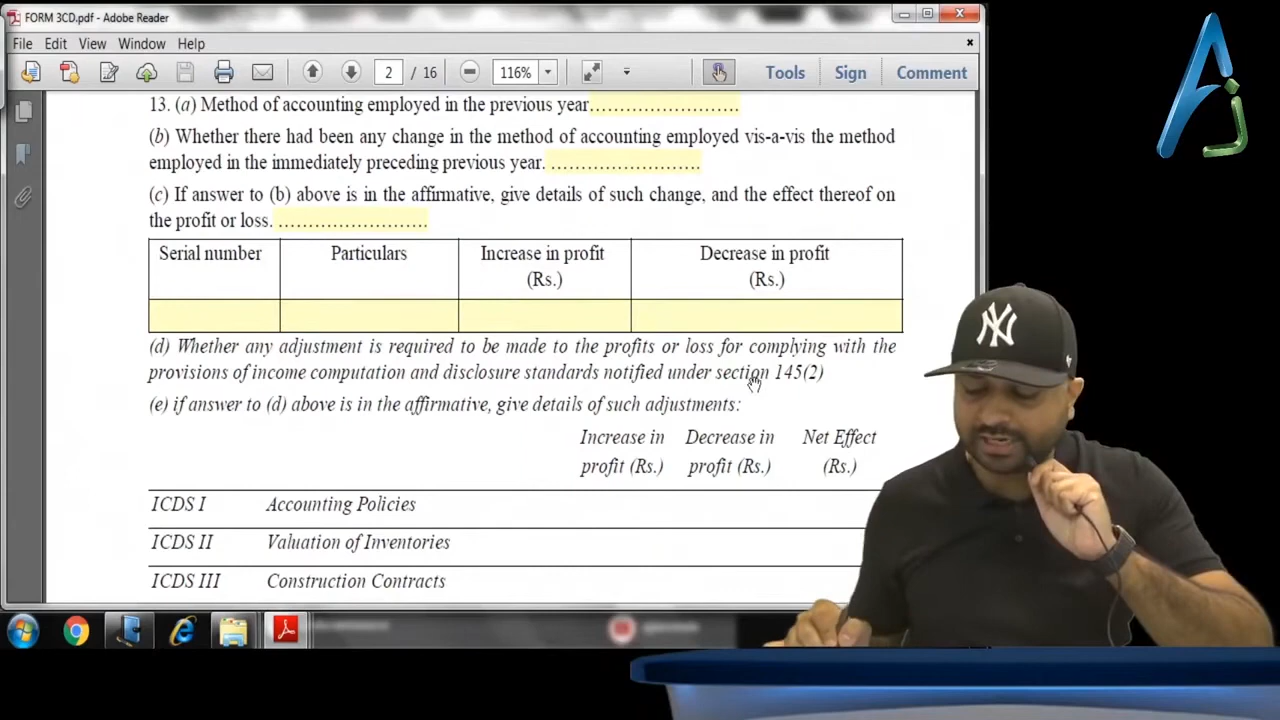 FORM 3CD.pdf - Adobe Reader
File Edit View Window Help
2 / 16 116% Tools Sign Comment
13. (a) Method of accounting employed in the previous year…………………….
(b) Whether there had been any change in the method of accounting employed vis-a-vis the method
employed in the immediately preceding previous year. …………………….
(c) If answer to (b) above is in the affirmative, give details of such change, and the effect thereof on
the profit or loss. …………………….
Serial number Particulars Increase in profit Decrease in profit
(Rs.) (Rs.)
(d) Whether any adjustment is required to be made to the profits or loss for complying with the
provisions of income computation and disclosure standards notified under section 145(2)
(e) if answer to (d) above is in the affirmative, give details of such adjustments:
Increase in Decrease in Net Effect
profit (Rs.) profit (Rs.) (Rs.)
ICDS I Accounting Policies
ICDS II Valuation of Inventories
ICDS III Construction Contracts
NY
AJ